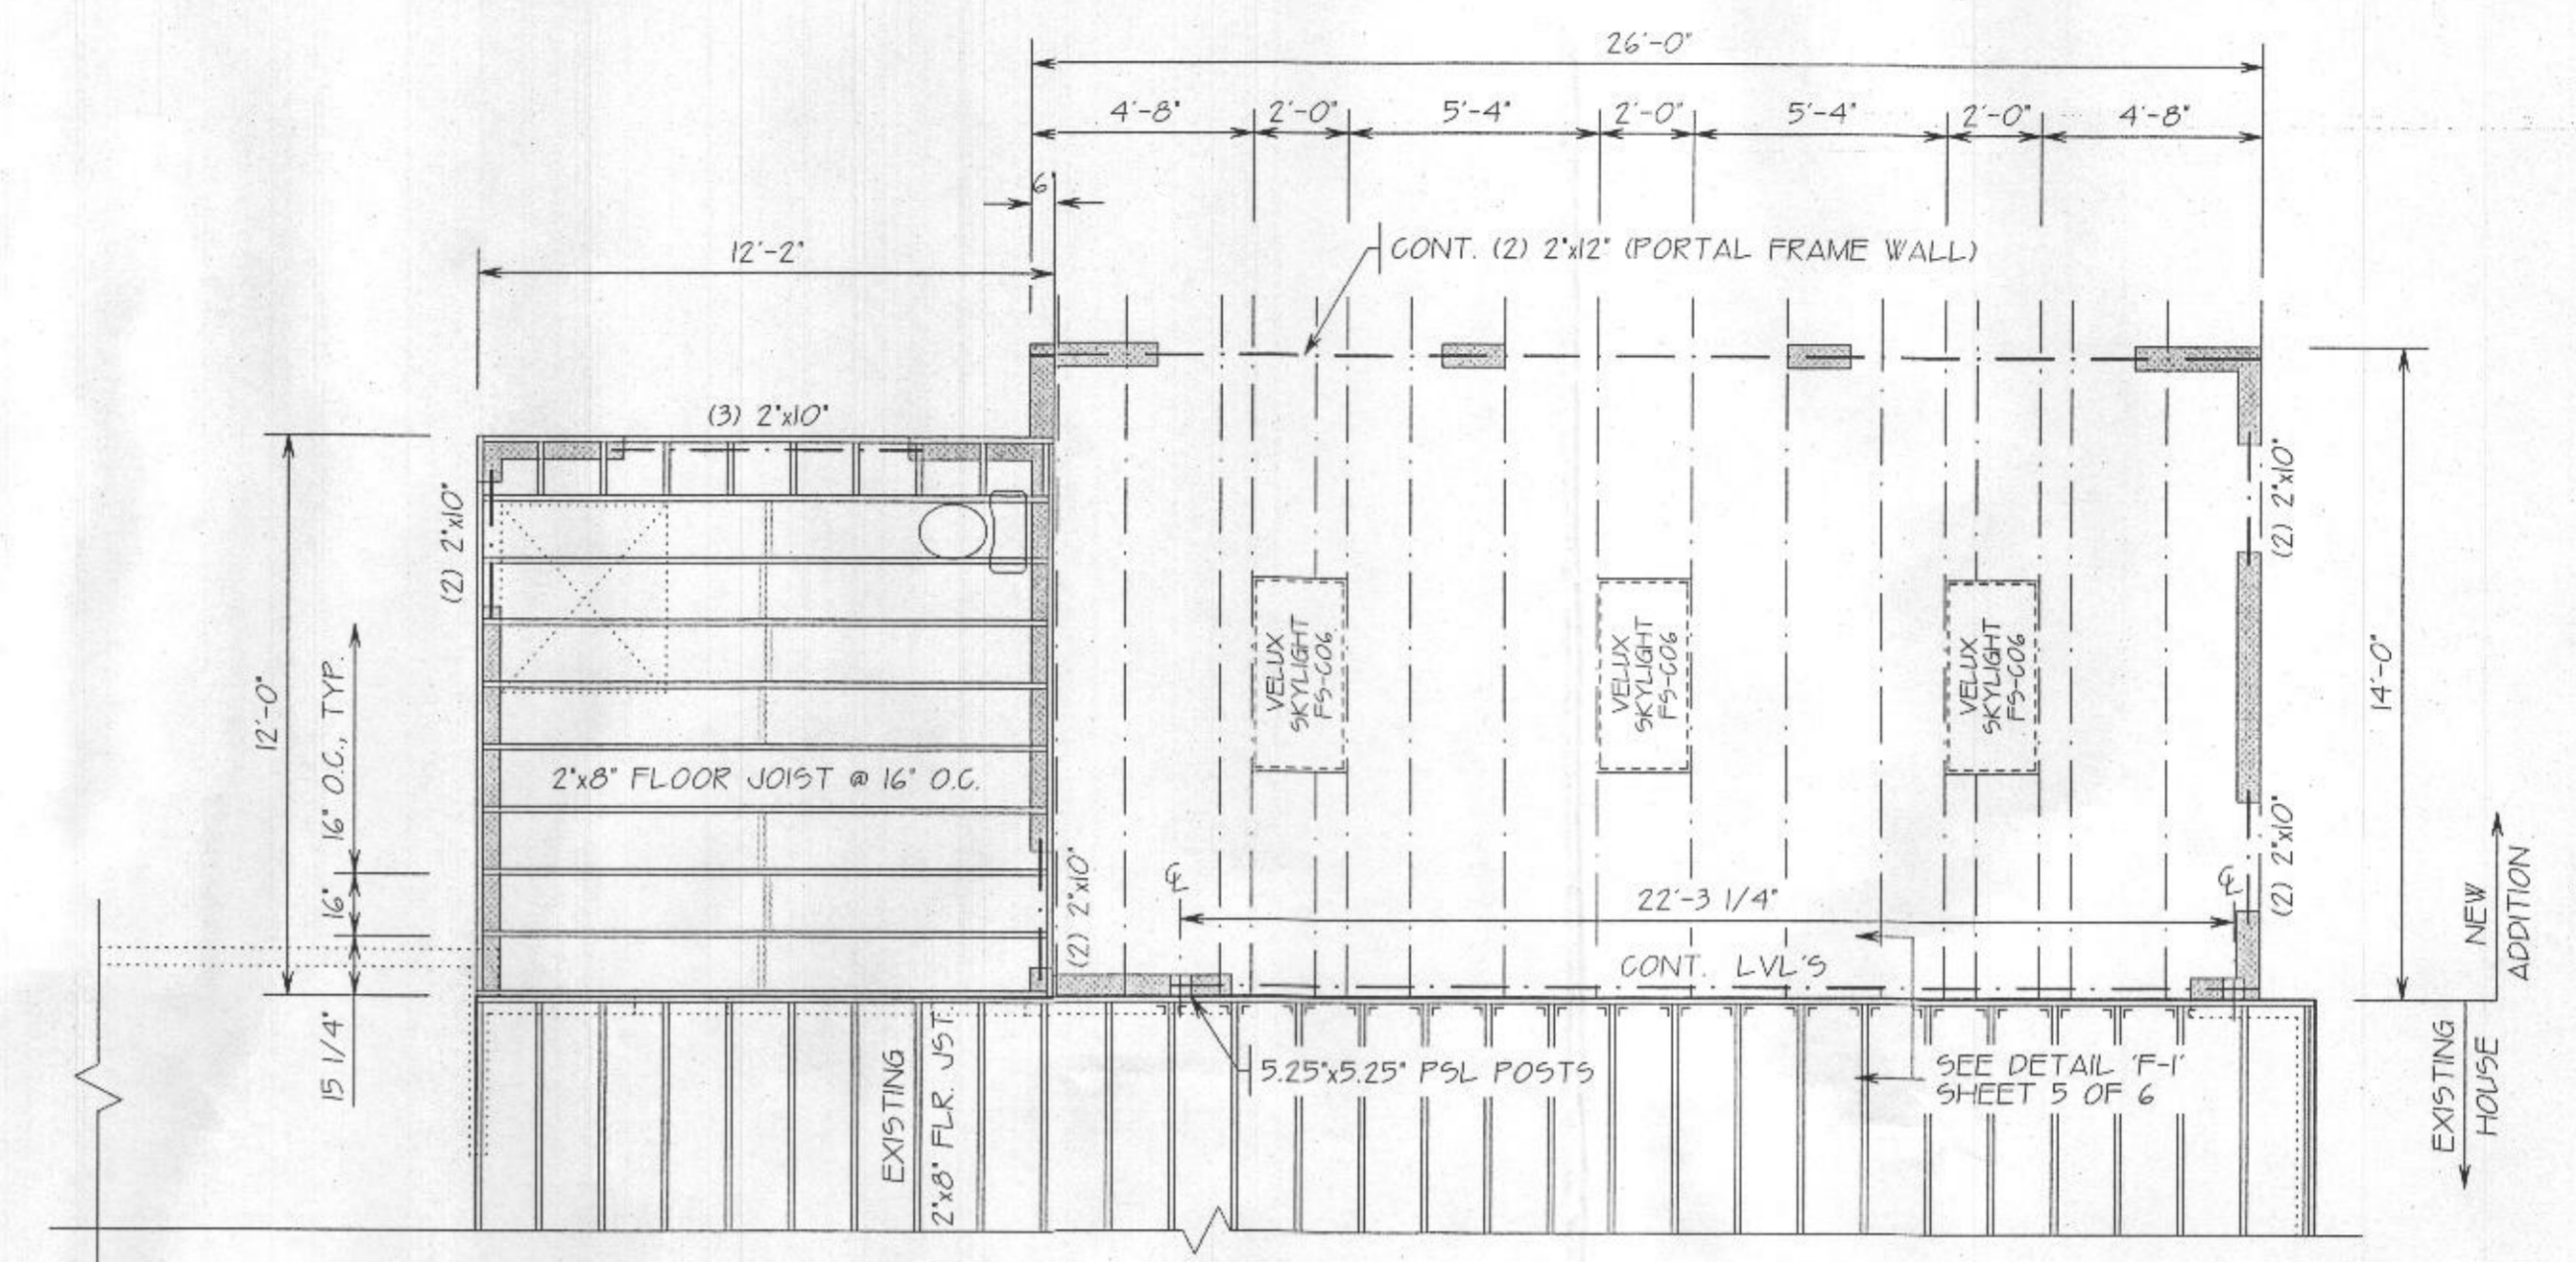 26'-0"
4'-8" 2'-0" 5'-4" 2'-0" 5'-4" 2'-0" 4'-8"
6"
12'-2"
CONT. (2) 2"x12" (PORTAL FRAME WALL)
(3) 2"x10"
(2) 2"x10"
(2) 2"x10"
12'-0"
16" O.C., TYP.
16"
15 1/4"
VELUX
SKYLIGHT
FS-C06
VELUX
SKYLIGHT
FS-C06
VELUX
SKYLIGHT
FS-C06
14'-0"
2"x8" FLOOR JOIST @ 16" O.C.
(2) 2"x10"
(2) 2"x10"
℄
℄
22'-3 1/4"
CONT. LVL'S
NEW
ADDITION
EXISTING
HOUSE
EXISTING
2"x8" FLR. JST.
5.25"x5.25" PSL POSTS
SEE DETAIL 'F-1'
SHEET 5 OF 6